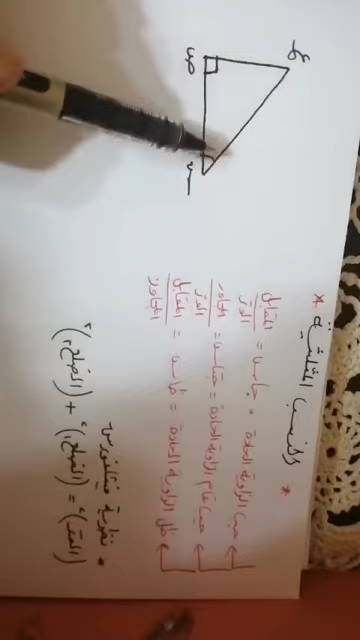 * النسب المثلثية *
جيب الزاوية الحادة = جا س = المقابل / الوتر
جيب تمام الزاوية الحادة = جتا س = المجاور / الوتر
ظل الزاوية الحادة = ظا س = المقابل / المجاور
• نظرية فيثاغورس
(الوتر)² = (الضلع)² + (الضلع)²
ع
ص
س